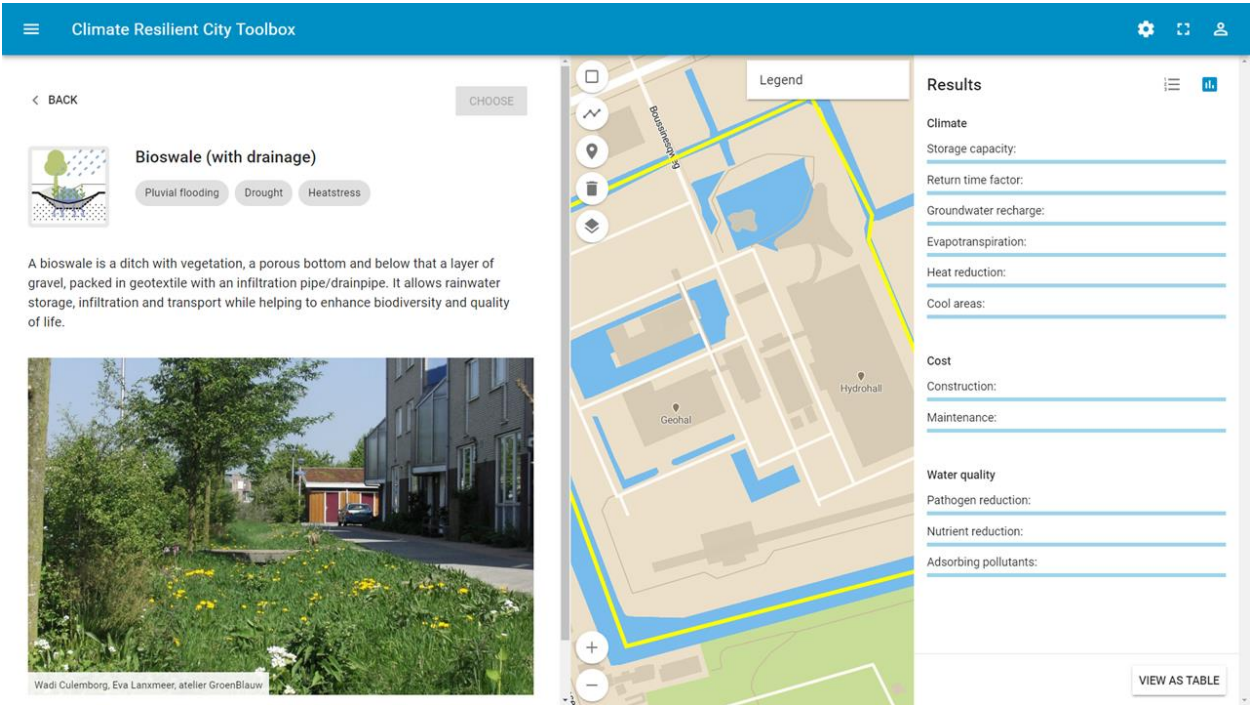 Climate Resilient City Toolbox
BACK
CHOOSE
Bioswale (with drainage)
Pluvial flooding
Drought
Heatstress
A bioswale is a ditch with vegetation, a porous bottom and below that a layer of
gravel, packed in geotextile with an infiltration pipe/drainpipe. It allows rainwater
storage, infiltration and transport while helping to enhance biodiversity and quality
of life.
Wadi Culemborg, Eva Lanxmeer, atelier GroenBlauw
Legend
Boussinesqweg
Hydrohall
Geohal
Results
Climate
Storage capacity:
Return time factor:
Groundwater recharge:
Evapotranspiration:
Heat reduction:
Cool areas:
Cost
Construction:
Maintenance:
Water quality
Pathogen reduction:
Nutrient reduction:
Adsorbing pollutants:
VIEW AS TABLE